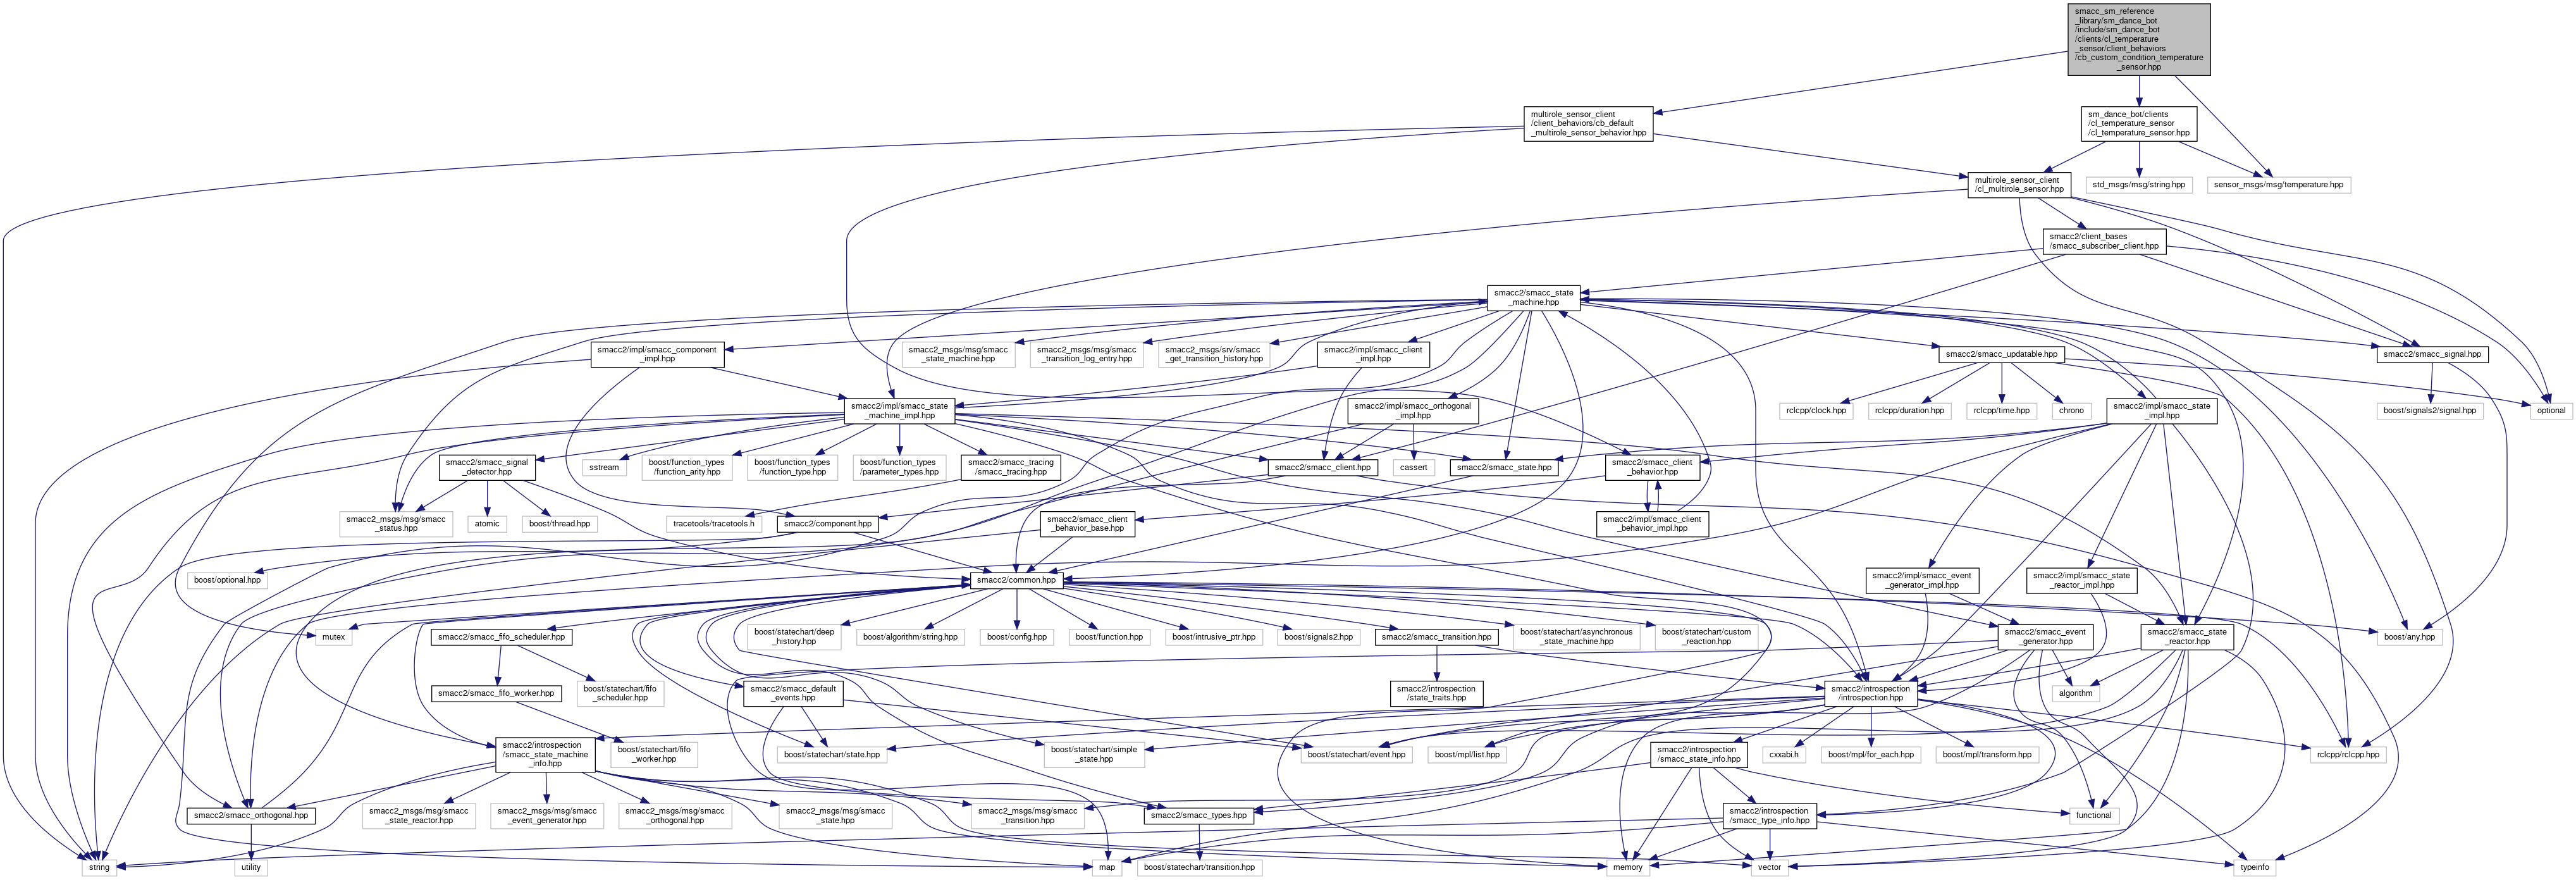 smacc_sm_reference
_library/sm_dance_bot
/include/sm_dance_bot
/clients/cl_temperature
_sensor/client_behaviors
/cb_custom_condition_temperature
_sensor.hpp
multirole_sensor_client
/client_behaviors/cb_default
_multirole_sensor_behavior.hpp
sm_dance_bot/clients
/cl_temperature_sensor
/cl_temperature_sensor.hpp
multirole_sensor_client
/cl_multirole_sensor.hpp
std_msgs/msg/string.hpp
sensor_msgs/msg/temperature.hpp
smacc2/client_bases
/smacc_subscriber_client.hpp
smacc2/smacc_state
_machine.hpp
smacc2/impl/smacc_component
_impl.hpp
smacc2_msgs/msg/smacc
_state_machine.hpp
smacc2_msgs/msg/smacc
_transition_log_entry.hpp
smacc2_msgs/srv/smacc
_get_transition_history.hpp
smacc2/impl/smacc_client
_impl.hpp
smacc2/smacc_updatable.hpp
smacc2/smacc_signal.hpp
smacc2/impl/smacc_state
_machine_impl.hpp
smacc2/impl/smacc_orthogonal
_impl.hpp
rclcpp/clock.hpp
rclcpp/duration.hpp
rclcpp/time.hpp
chrono
smacc2/impl/smacc_state
_impl.hpp
boost/signals2/signal.hpp
optional
smacc2/smacc_signal
_detector.hpp
sstream
boost/function_types
/function_arity.hpp
boost/function_types
/function_type.hpp
boost/function_types
/parameter_types.hpp
smacc2/smacc_tracing
/smacc_tracing.hpp
smacc2/smacc_client.hpp
cassert
smacc2/smacc_state.hpp
smacc2/smacc_client
_behavior.hpp
smacc2_msgs/msg/smacc
_status.hpp
atomic
boost/thread.hpp
tracetools/tracetools.h
smacc2/component.hpp
smacc2/smacc_client
_behavior_base.hpp
smacc2/impl/smacc_client
_behavior_impl.hpp
boost/optional.hpp
smacc2/common.hpp
smacc2/impl/smacc_event
_generator_impl.hpp
smacc2/impl/smacc_state
_reactor_impl.hpp
mutex
smacc2/smacc_fifo_scheduler.hpp
boost/statechart/deep
_history.hpp
boost/algorithm/string.hpp
boost/config.hpp
boost/function.hpp
boost/intrusive_ptr.hpp
boost/signals2.hpp
smacc2/smacc_transition.hpp
boost/statechart/asynchronous
_state_machine.hpp
boost/statechart/custom
_reaction.hpp
smacc2/smacc_event
_generator.hpp
smacc2/smacc_state
_reactor.hpp
boost/any.hpp
smacc2/smacc_fifo_worker.hpp
boost/statechart/fifo
_scheduler.hpp
smacc2/smacc_default
_events.hpp
smacc2/introspection
/state_traits.hpp
smacc2/introspection
/introspection.hpp
algorithm
smacc2/introspection
/smacc_state_machine
_info.hpp
boost/statechart/fifo
_worker.hpp
boost/statechart/state.hpp
boost/statechart/simple
_state.hpp
boost/statechart/event.hpp
boost/mpl/list.hpp
smacc2/introspection
/smacc_state_info.hpp
cxxabi.h
boost/mpl/for_each.hpp
boost/mpl/transform.hpp
rclcpp/rclcpp.hpp
smacc2/smacc_orthogonal.hpp
smacc2_msgs/msg/smacc
_state_reactor.hpp
smacc2_msgs/msg/smacc
_event_generator.hpp
smacc2_msgs/msg/smacc
_orthogonal.hpp
smacc2_msgs/msg/smacc
_state.hpp
smacc2_msgs/msg/smacc
_transition.hpp
smacc2/smacc_types.hpp
smacc2/introspection
/smacc_type_info.hpp
functional
string
utility
map
boost/statechart/transition.hpp
memory
vector
typeinfo